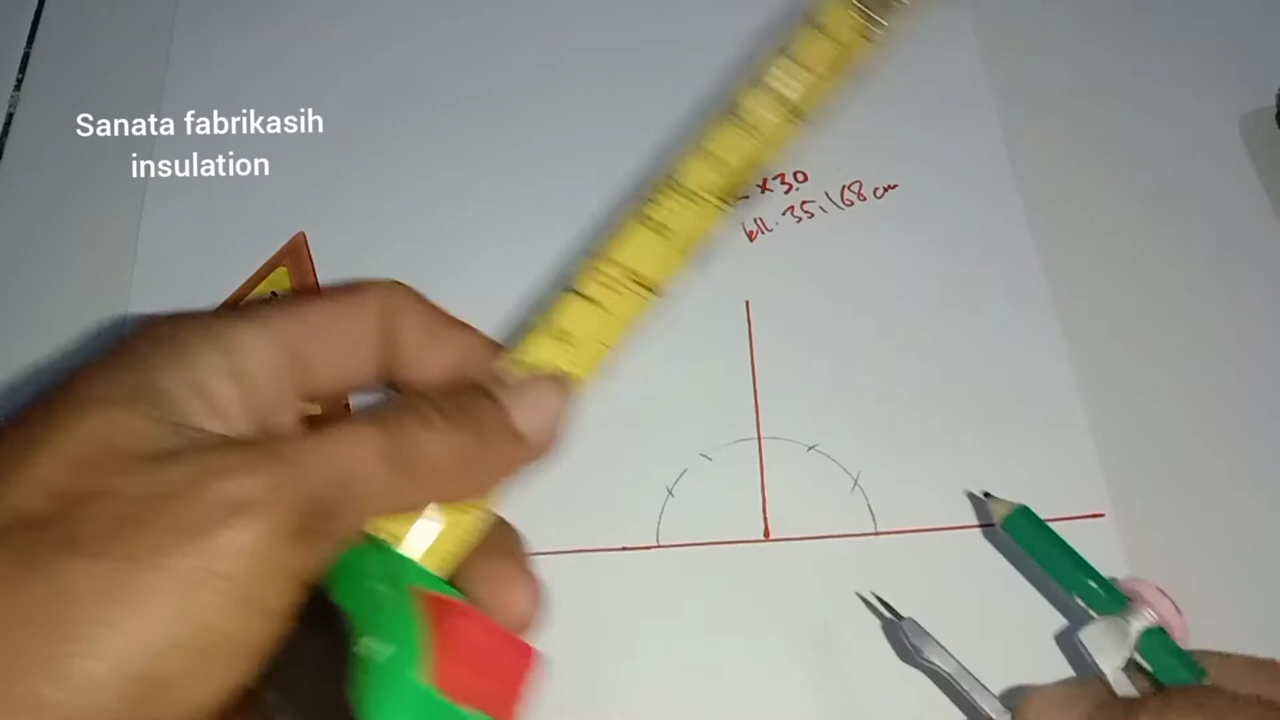 Sanata fabrikasih
insulation
x30
kll. 35,168 cm